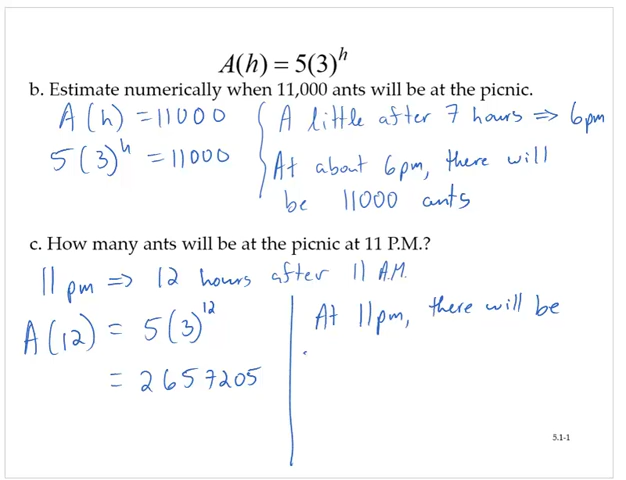 A(h) = 5(3)^h
b. Estimate numerically when 11,000 ants will be at the picnic.
A(h) = 11000
5(3)^h = 11000
A little after 7 hours ⇒ 6pm
At about 6pm, there will
be 11000 ants
c. How many ants will be at the picnic at 11 P.M.?
11 pm ⇒ 12 hours after 11 A.M.
A(12) = 5(3)^12
= 2657205
At 11pm, there will be
5.1-1